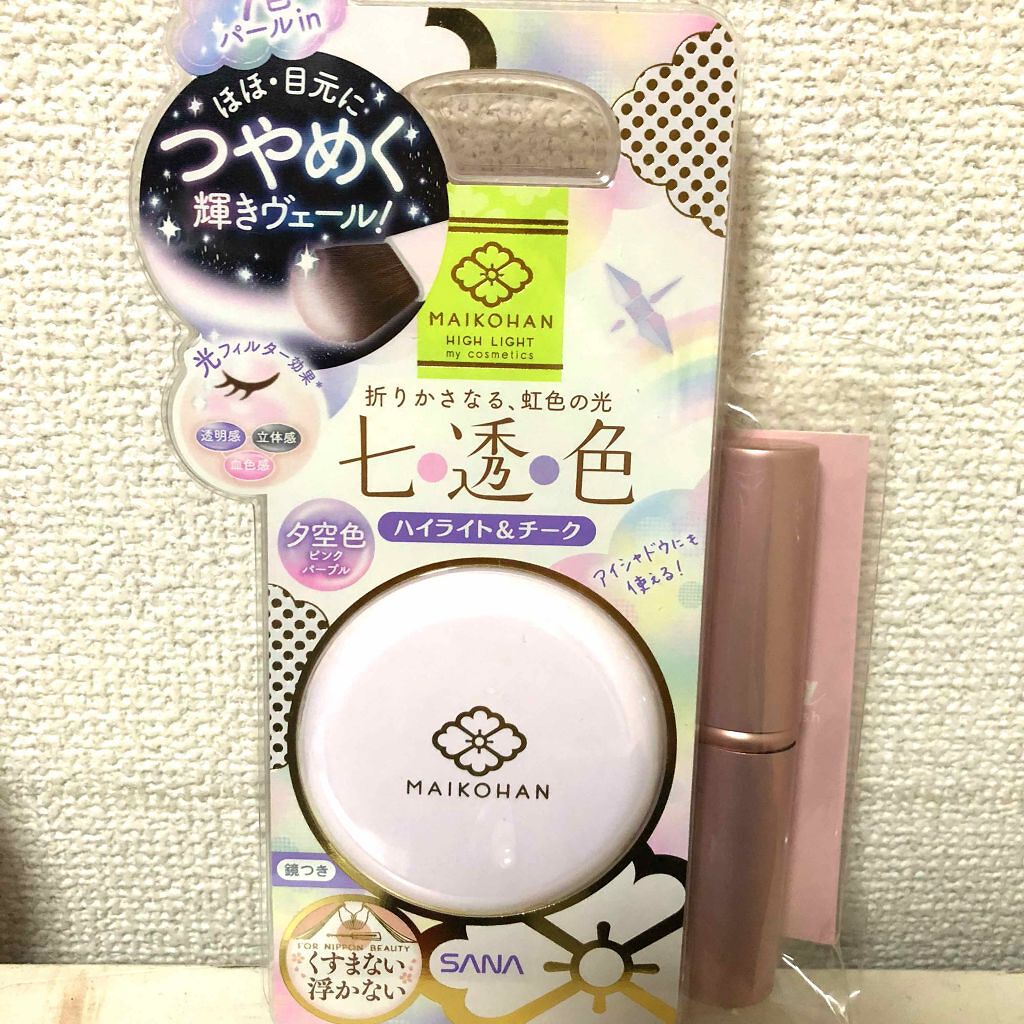 パールin
ほほ・目元に
つやめく
輝きヴェール!
光フィルター効果*
透明感
立体感
血色感
MAIKOHAN
HIGH LIGHT
my cosmetics
折りかさなる、虹色の光
七・透・色
夕空色
ピンク
パープル
ハイライト&チーク
アイシャドウにも
使える!
MAIKOHAN
鏡つき
FOR NIPPON BEAUTY
くすまない
浮かない
SANA